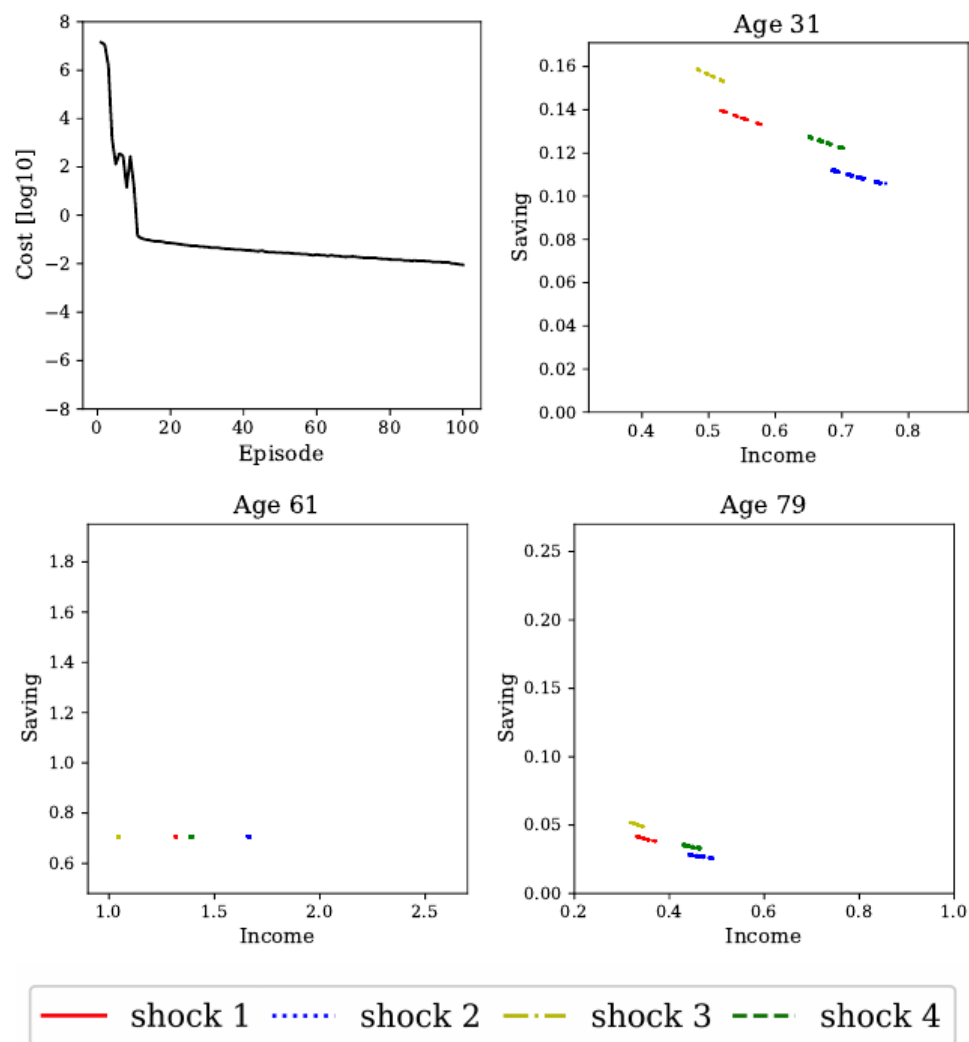 Cost [log10]
8
6
4
2
0
−2
−4
−6
−8
0 20 40 60 80 100
Episode
Age 31
Saving
0.16
0.14
0.12
0.10
0.08
0.06
0.04
0.02
0.00
0.4 0.5 0.6 0.7 0.8
Income
Age 61
Saving
1.8
1.6
1.4
1.2
1.0
0.8
0.6
1.0 1.5 2.0 2.5
Income
Age 79
Saving
0.25
0.20
0.15
0.10
0.05
0.00
0.2 0.4 0.6 0.8 1.0
Income
shock 1 shock 2 shock 3 shock 4